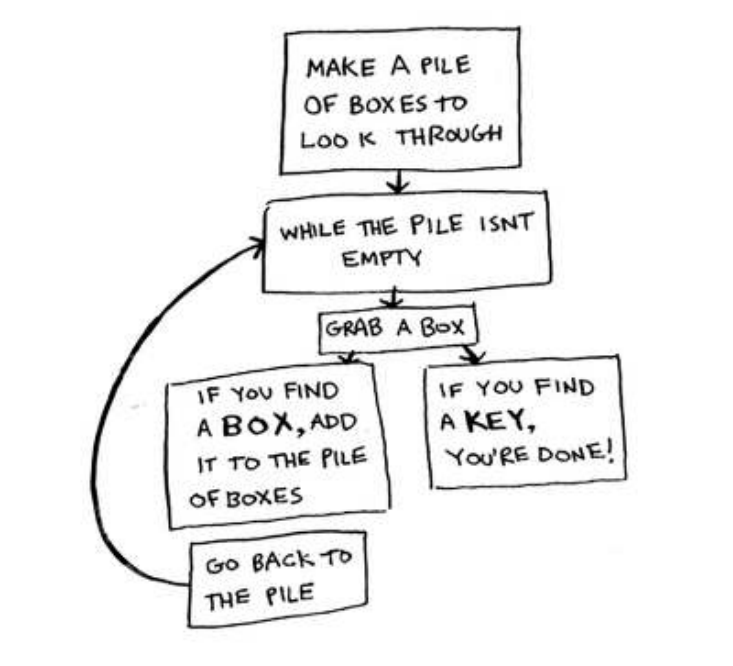 MAKE A PILE
OF BOXES TO
LOOK THROUGH
WHILE THE PILE ISNT
EMPTY
GRAB A BOX
IF YOU FIND
A BOX, ADD
IT TO THE PILE
OF BOXES
IF YOU FIND
A KEY,
YOU'RE DONE!
GO BACK TO
THE PILE